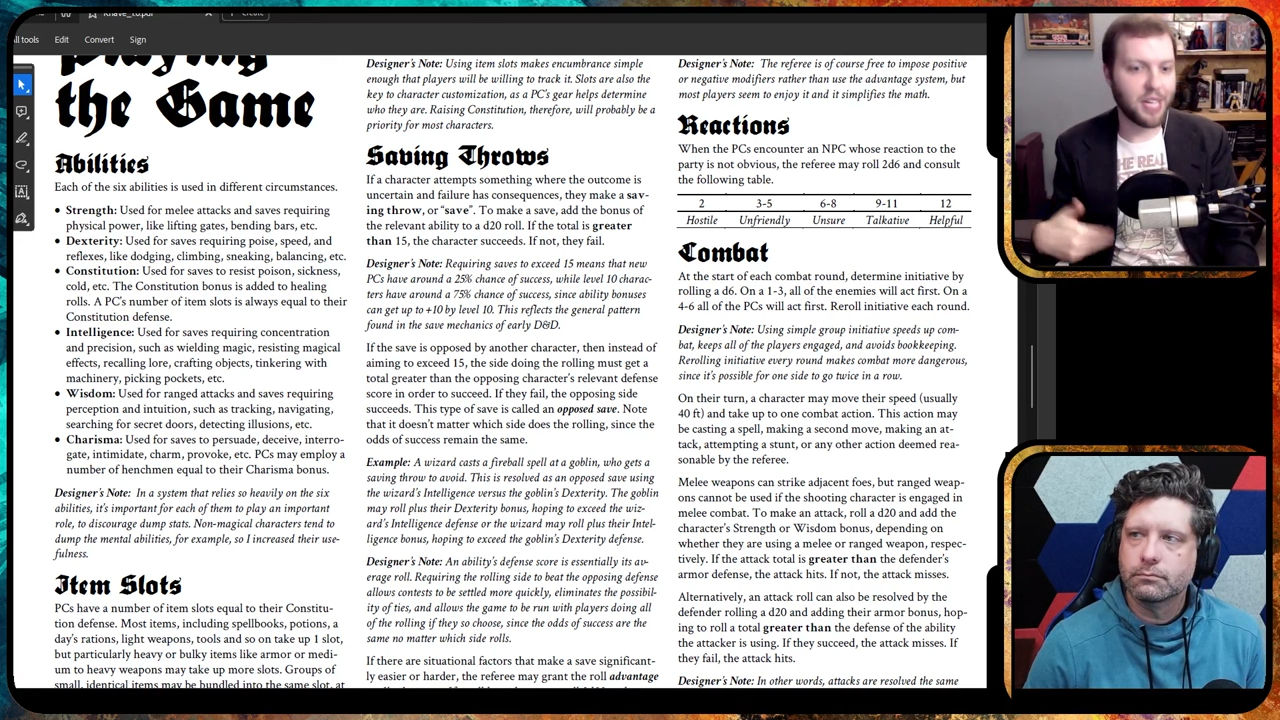 Create
ll tools Edit Convert Sign
Playing
the Game
Abilities
Each of the six abilities is used in different circumstances.
• Strength: Used for melee attacks and saves requiring
physical power, like lifting gates, bending bars, etc.
• Dexterity: Used for saves requiring poise, speed, and
reflexes, like dodging, climbing, sneaking, balancing, etc.
• Constitution: Used for saves to resist poison, sickness,
cold, etc. The Constitution bonus is added to healing
rolls. A PC's number of item slots is always equal to their
Constitution defense.
• Intelligence: Used for saves requiring concentration
and precision, such as wielding magic, resisting magical
effects, recalling lore, crafting objects, tinkering with
machinery, picking pockets, etc.
• Wisdom: Used for ranged attacks and saves requiring
perception and intuition, such as tracking, navigating,
searching for secret doors, detecting illusions, etc.
• Charisma: Used for saves to persuade, deceive, interro-
gate, intimidate, charm, provoke, etc. PCs may employ a
number of henchmen equal to their Charisma bonus.
Designer's Note: In a system that relies so heavily on the six
abilities, it's important for each of them to play an important
role, to discourage dump stats. Non-magical characters tend to
dump the mental abilities, for example, so I increased their use-
fulness.
Item Slots
PCs have a number of item slots equal to their Constitu-
tion defense. Most items, including spellbooks, potions, a
day's rations, light weapons, tools and so on take up 1 slot,
but particularly heavy or bulky items like armor or medi-
um to heavy weapons may take up more slots. Groups of
small, identical items may be bundled into the same slot, at
Designer's Note: Using item slots makes encumbrance simple
enough that players will be willing to track it. Slots are also the
key to character customization, as a PC's gear helps determine
who they are. Raising Constitution, therefore, will probably be a
priority for most characters.
Saving Throws
If a character attempts something where the outcome is
uncertain and failure has consequences, they make a sav-
ing throw, or "save". To make a save, add the bonus of
the relevant ability to a d20 roll. If the total is greater
than 15, the character succeeds. If not, they fail.
Designer's Note: Requiring saves to exceed 15 means that new
PCs have around a 25% chance of success, while level 10 charac-
ters have around a 75% chance of success, since ability bonuses
can get up to +10 by level 10. This reflects the general pattern
found in the save mechanics of early D&D.
If the save is opposed by another character, then instead of
aiming to exceed 15, the side doing the rolling must get a
total greater than the opposing character's relevant defense
score in order to succeed. If they fail, the opposing side
succeeds. This type of save is called an opposed save. Note
that it doesn't matter which side does the rolling, since the
odds of success remain the same.
Example: A wizard casts a fireball spell at a goblin, who gets a
saving throw to avoid. This is resolved as an opposed save using
the wizard's Intelligence versus the goblin's Dexterity. The goblin
may roll plus their Dexterity bonus, hoping to exceed the wiz-
ard's Intelligence defense or the wizard may roll plus their Intel-
ligence bonus, hoping to exceed the goblin's Dexterity defense.
Designer's Note: An ability's defense score is essentially its av-
erage roll. Requiring the rolling side to beat the opposing defense
allows contests to be settled more quickly, eliminates the possibil-
ity of ties, and allows the game to be run with players doing all
of the rolling if they so choose, since the odds of success are the
same no matter which side rolls.
If there are situational factors that make a save significant-
ly easier or harder, the referee may grant the roll advantage
Designer's Note: The referee is of course free to impose positive
or negative modifiers rather than use the advantage system, but
most players seem to enjoy it and it simplifies the math.
Reactions
When the PCs encounter an NPC whose reaction to the
party is not obvious, the referee may roll 2d6 and consult
the following table.
2 3-5 6-8 9-11 12
Hostile Unfriendly Unsure Talkative Helpful
Combat
At the start of each combat round, determine initiative by
rolling a d6. On a 1-3, all of the enemies will act first. On a
4-6 all of the PCs will act first. Reroll initiative each round.
Designer's Note: Using simple group initiative speeds up com-
bat, keeps all of the players engaged, and avoids bookkeeping.
Rerolling initiative every round makes combat more dangerous,
since it's possible for one side to go twice in a row.
On their turn, a character may move their speed (usually
40 ft) and take up to one combat action. This action may
be casting a spell, making a second move, making an at-
tack, attempting a stunt, or any other action deemed rea-
sonable by the referee.
Melee weapons can strike adjacent foes, but ranged weap-
ons cannot be used if the shooting character is engaged in
melee combat. To make an attack, roll a d20 and add the
character's Strength or Wisdom bonus, depending on
whether they are using a melee or ranged weapon, respec-
tively. If the attack total is greater than the defender's
armor defense, the attack hits. If not, the attack misses.
Alternatively, an attack roll can also be resolved by the
defender rolling a d20 and adding their armor bonus, hop-
ing to roll a total greater than the defense of the ability
the attacker is using. If they succeed, the attack misses. If
they fail, the attack hits.
Designer's Note: In other words, attacks are resolved the same
THE REAL